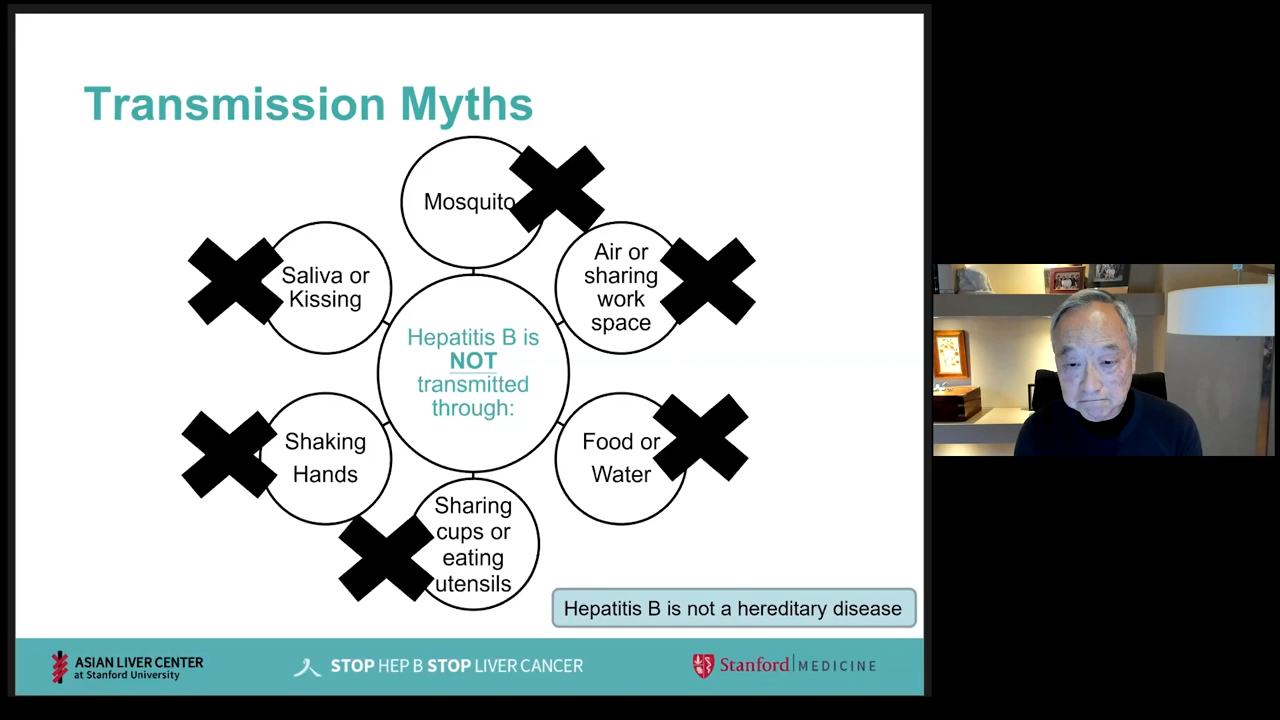 Transmission Myths
Mosquito
Air or
sharing
work
space
Saliva or
Kissing
Hepatitis B is
NOT
transmitted
through:
Shaking
Hands
Food or
Water
Sharing
cups or
eating
utensils
Hepatitis B is not a hereditary disease
ASIAN LIVER CENTER
at Stanford University
STOP HEP B STOP LIVER CANCER
Stanford MEDICINE